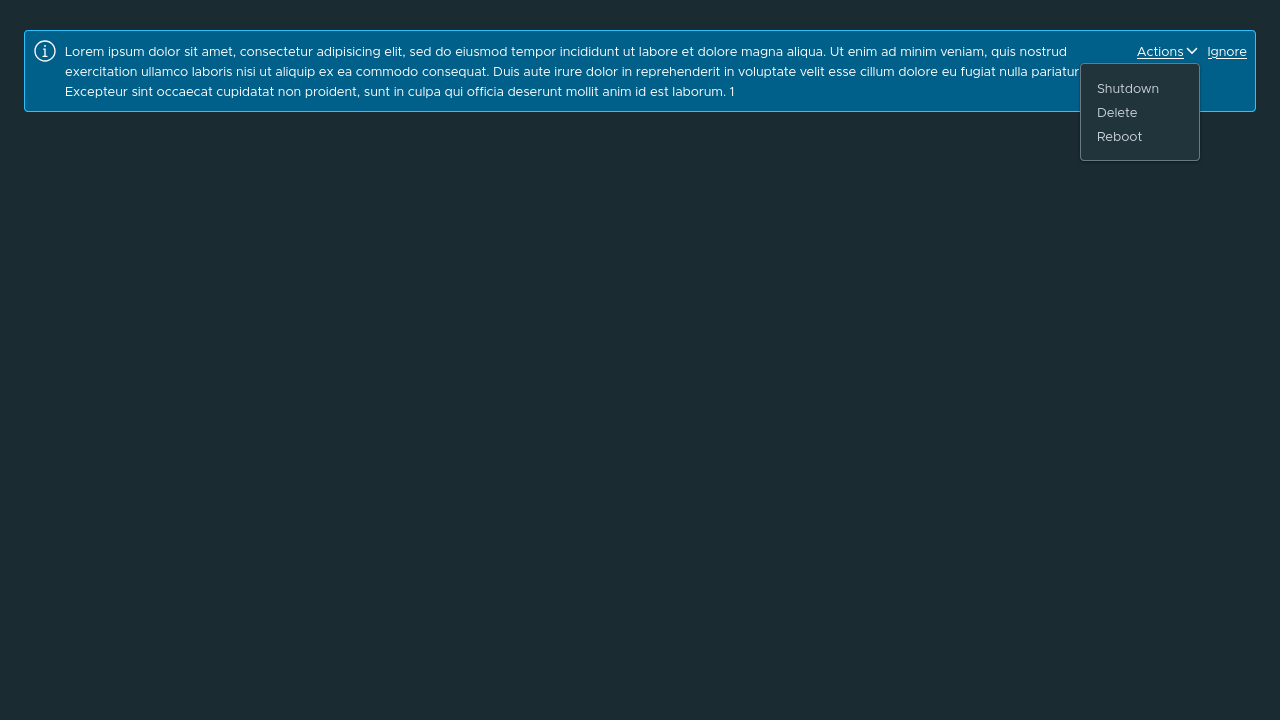 Lorem ipsum dolor sit amet, consectetur adipisicing elit, sed do eiusmod tempor incididunt ut labore et dolore magna aliqua. Ut enim ad minim veniam, quis nostrud
exercitation ullamco laboris nisi ut aliquip ex ea commodo consequat. Duis aute irure dolor in reprehenderit in voluptate velit esse cillum dolore eu fugiat nulla pariatur
Excepteur sint occaecat cupidatat non proident, sunt in culpa qui officia deserunt mollit anim id est laborum. 1
Actions
Ignore
Shutdown
Delete
Reboot